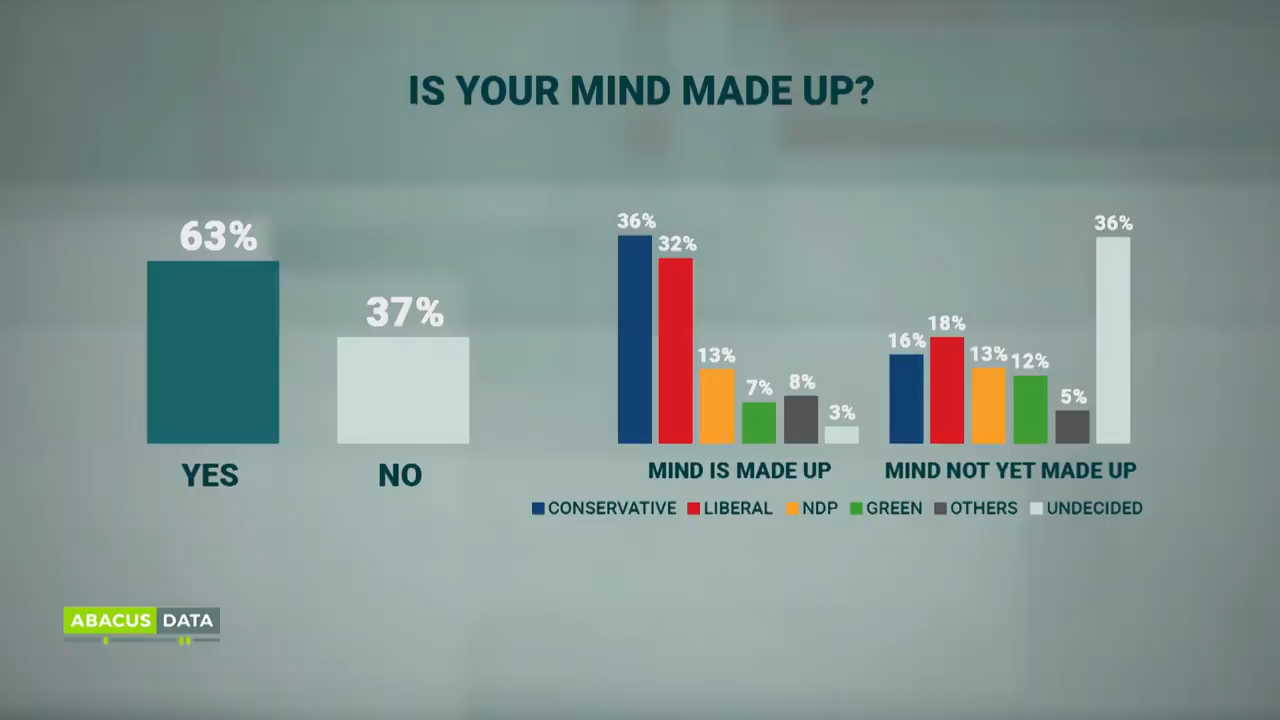 IS YOUR MIND MADE UP?
63%
37%
YES
NO
36%
32%
13%
7%
8%
3%
16%
18%
13%
12%
5%
36%
MIND IS MADE UP
MIND NOT YET MADE UP
CONSERVATIVE LIBERAL NDP GREEN OTHERS UNDECIDED
ABACUS DATA